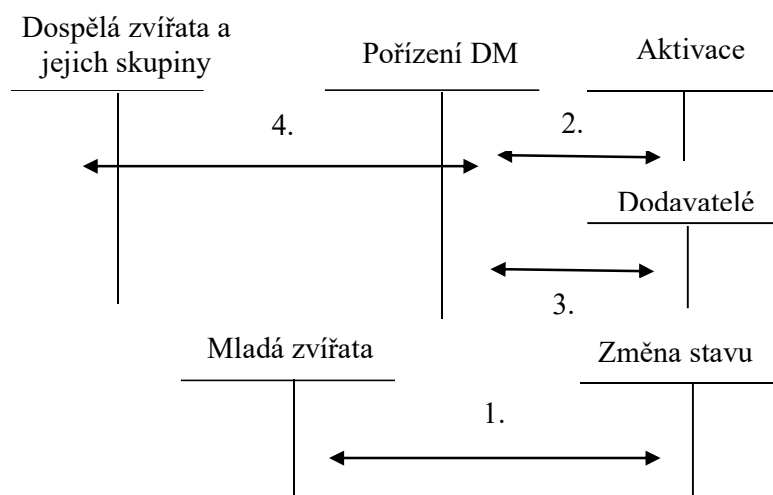 Dospělá zvířata a
jejich skupiny
Pořízení DM
Aktivace
4.
2.
Dodavatelé
3.
Mladá zvířata
Změna stavu
1.